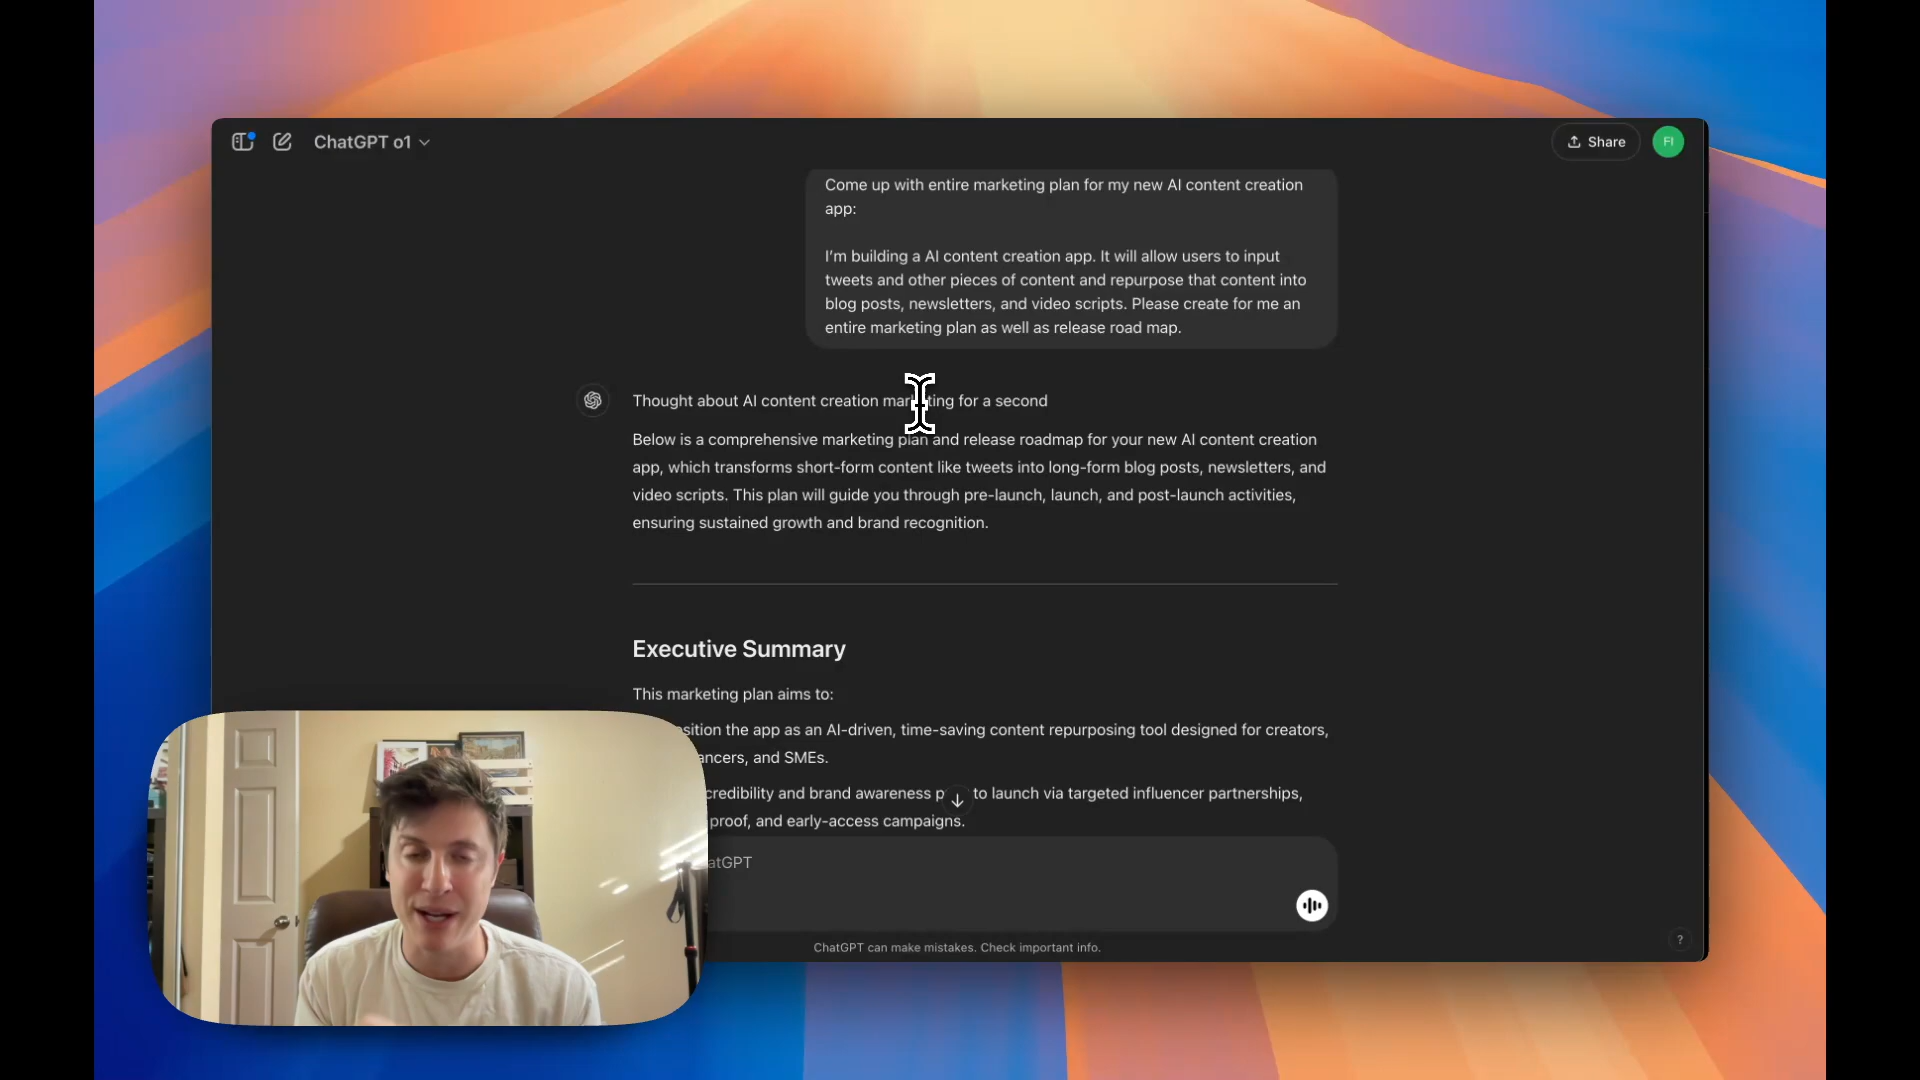 ChatGPT o1
Share
FI
Come up with entire marketing plan for my new AI content creation
app:
I'm building a AI content creation app. It will allow users to input
tweets and other pieces of content and repurpose that content into
blog posts, newsletters, and video scripts. Please create for me an
entire marketing plan as well as release road map.
Thought about AI content creation marketing for a second
Below is a comprehensive marketing plan and release roadmap for your new AI content creation
app, which transforms short-form content like tweets into long-form blog posts, newsletters, and
video scripts. This plan will guide you through pre-launch, launch, and post-launch activities,
ensuring sustained growth and brand recognition.
Executive Summary
This marketing plan aims to:
sition the app as an AI-driven, time-saving content repurposing tool designed for creators,
ancers, and SMEs.
credibility and brand awareness to launch via targeted influencer partnerships,
proof, and early-access campaigns.
atGPT
ChatGPT can make mistakes. Check important info.
?